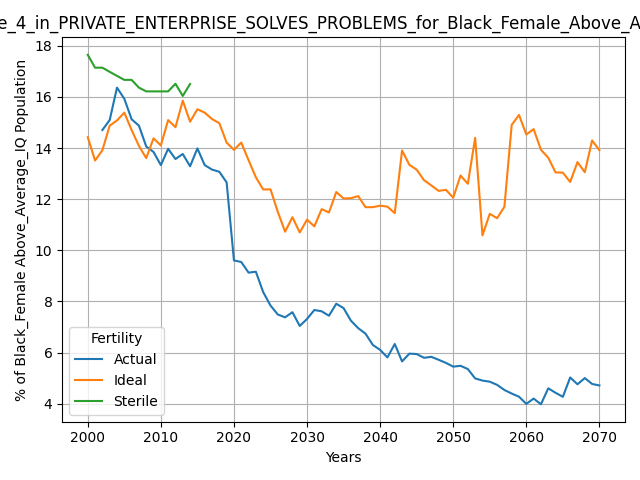 e_4_in_PRIVATE_ENTERPRISE_SOLVES_PROBLEMS_for_Black_Female_Above_A
% of Black_Female Above_Average_IQ Population
18
16
14
12
10
8
6
4
Fertility
Actual
Ideal
Sterile
2000 2010 2020 2030 2040 2050 2060 2070
Years